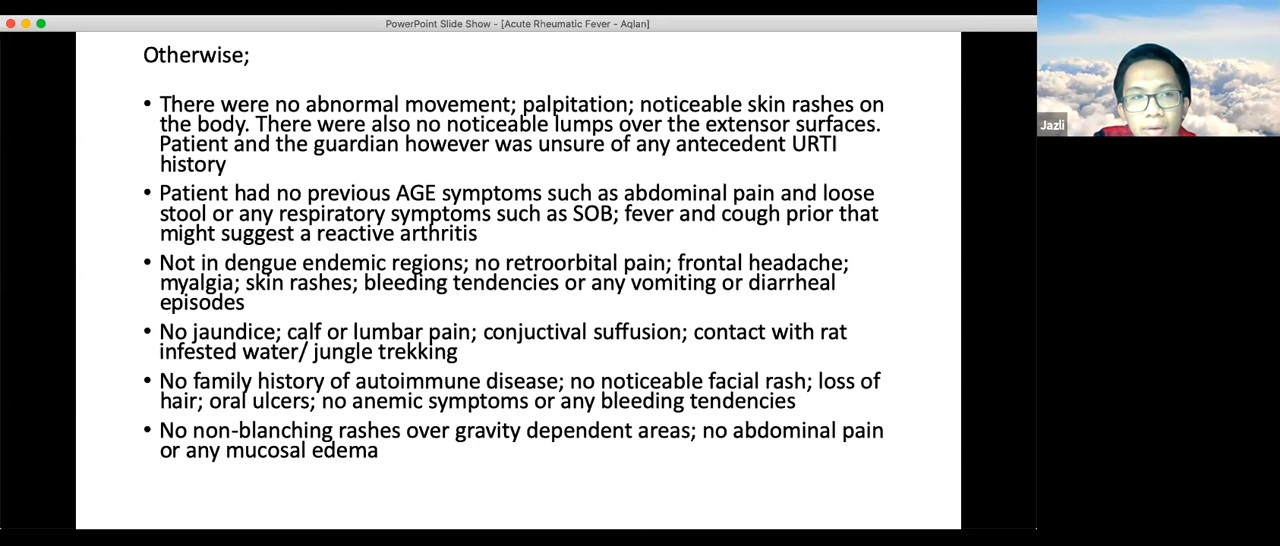 PowerPoint Slide Show - [Acute Rheumatic Fever - Aqlan]
Otherwise;
• There were no abnormal movement; palpitation; noticeable skin rashes on
the body. There were also no noticeable lumps over the extensor surfaces.
Patient and the guardian however was unsure of any antecedent URTI
history
• Patient had no previous AGE symptoms such as abdominal pain and loose
stool or any respiratory symptoms such as SOB; fever and cough prior that
might suggest a reactive arthritis
• Not in dengue endemic regions; no retroorbital pain; frontal headache;
myalgia; skin rashes; bleeding tendencies or any vomiting or diarrheal
episodes
• No jaundice; calf or lumbar pain; conjuctival suffusion; contact with rat
infested water/ jungle trekking
• No family history of autoimmune disease; no noticeable facial rash; loss of
hair; oral ulcers; no anemic symptoms or any bleeding tendencies
• No non-blanching rashes over gravity dependent areas; no abdominal pain
or any mucosal edema
Jazli